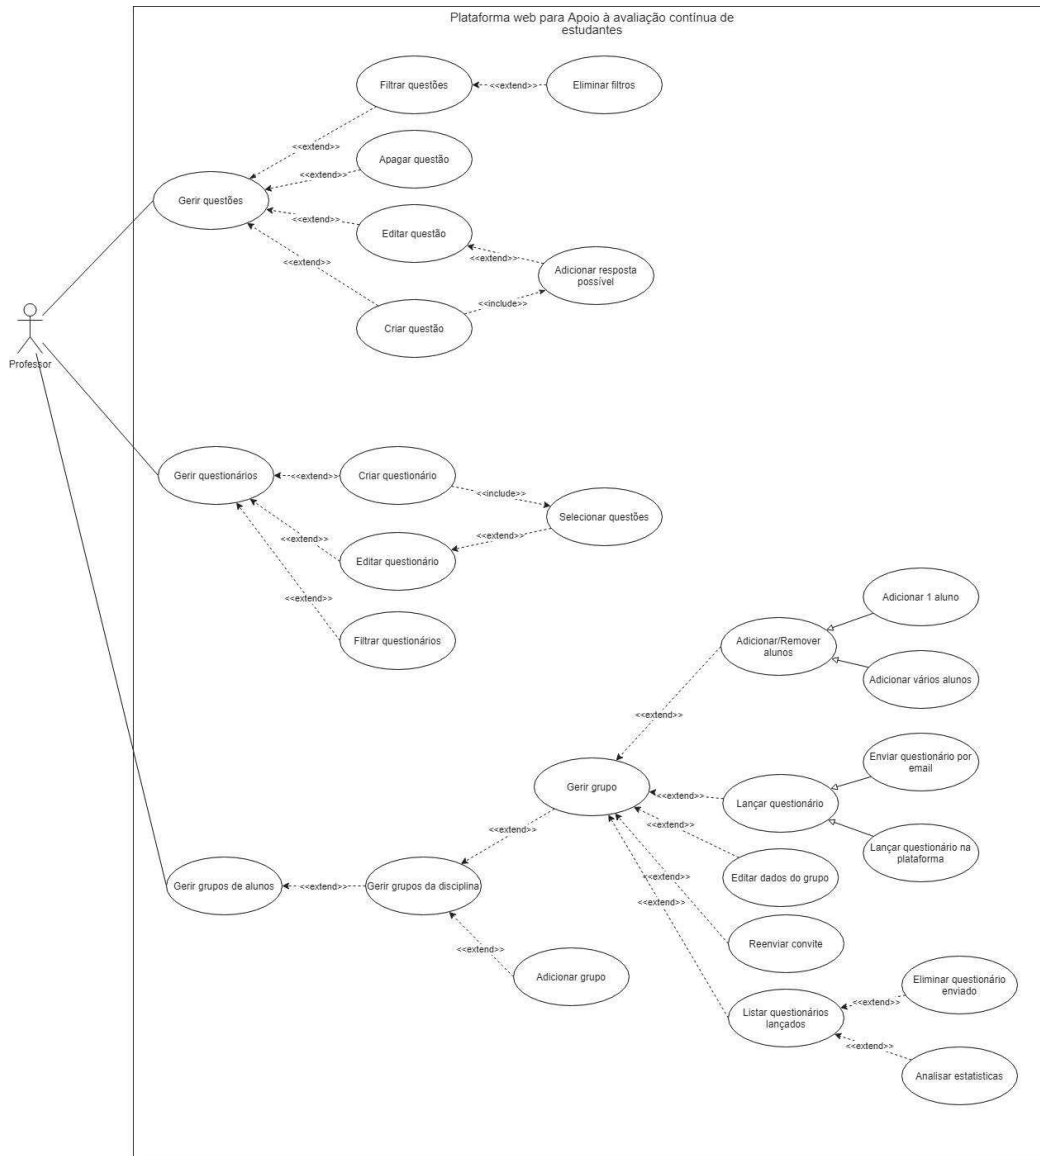 Plataforma web para Apoio à avaliação contínua de
estudantes
Filtrar questões
<<extend>>
Eliminar filtros
<<extend>>
Apagar questão
<<extend>>
Gerir questões
<<extend>>
Editar questão
<<extend>>
<<extend>>
Adicionar resposta
possível
<<include>>
Criar questão
Professor
Gerir questionários
<<extend>>
Criar questionário
<<include>>
Selecionar questões
<<extend>>
<<extend>>
Editar questionário
<<extend>>
Filtrar questionários
Adicionar 1 aluno
Adicionar/Remover
alunos
Adicionar vários alunos
<<extend>>
Enviar questionário por
email
Gerir grupo
<<extend>>
Lançar questionário
<<extend>>
<<extend>>
Lançar questionário na
plataforma
Gerir grupos de alunos
<<extend>>
Gerir grupos da disciplina
<<extend>>
Editar dados do grupo
<<extend>>
<<extend>>
Reenviar convite
Adicionar grupo
Eliminar questionário
enviado
<<extend>>
Listar questionários
lançados
<<extend>>
Analisar estatisticas